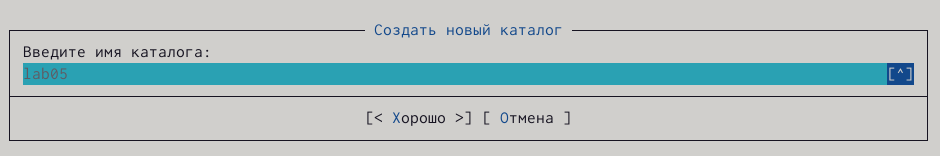 Создать новый каталог
Введите имя каталога:
lab05 [^]
[< Хорошо >] [ Отмена ]